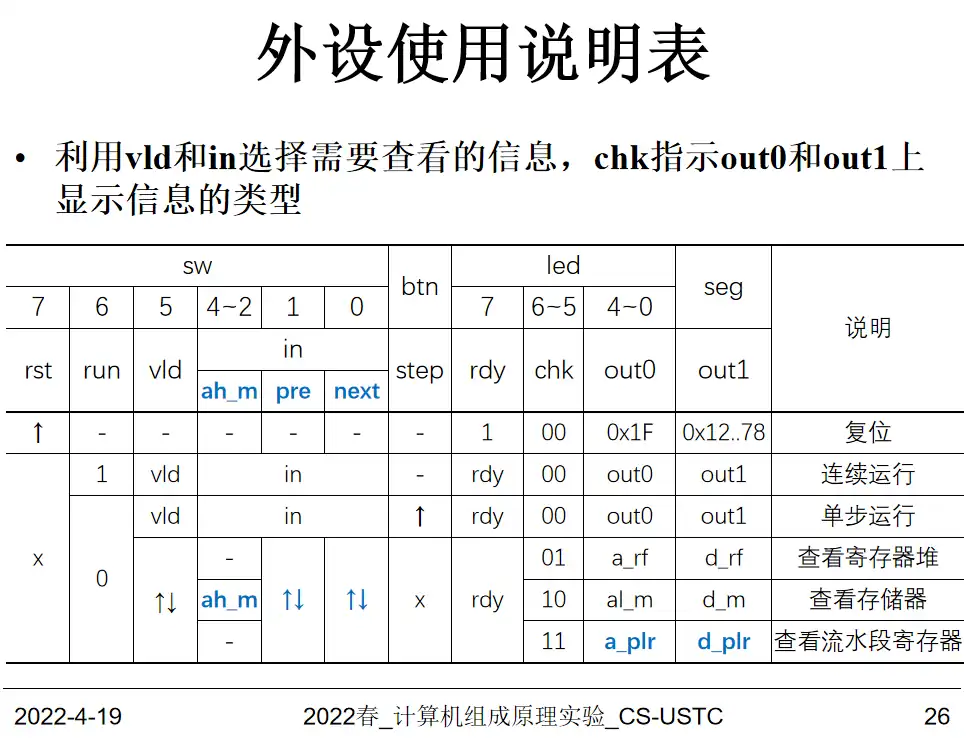 外设使用说明表
• 利用vld和in选择需要查看的信息，chk指示out0和out1上
显示信息的类型
sw btn led seg 说明
7 6 5 4~2 1 0 7 6~5 4~0
rst run vld in step rdy chk out0 out1
ah_m pre next
↑ - - - - - - 1 00 0x1F 0x12..78 复位
x 1 vld in - rdy 00 out0 out1 连续运行
0 vld in ↑ rdy 00 out0 out1 单步运行
↑↓ - ↑↓ ↑↓ x rdy 01 a_rf d_rf 查看寄存器堆
ah_m 10 al_m d_m 查看存储器
- 11 a_plr d_plr 查看流水段寄存器
2022-4-19 2022春_计算机组成原理实验_CS-USTC 26